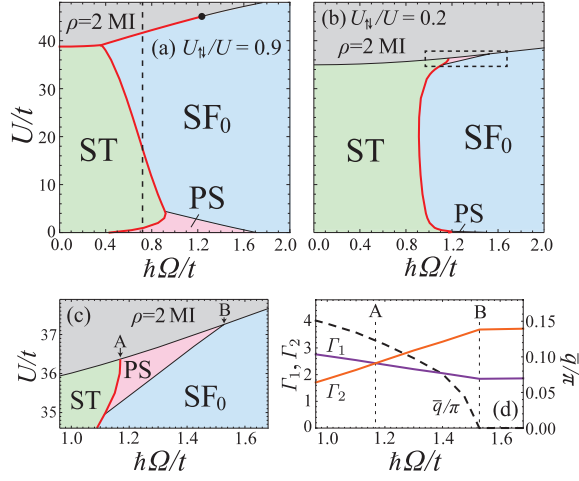 ρ=2 MI
(a) U⇅/U = 0.9
ST
SF₀
PS
U/t
40
30
20
10
0
0.0 0.4 0.8 1.2 1.6 2.0
ħΩ/t
(b) U⇅/U = 0.2
ρ=2 MI
ST
SF₀
PS
0.0 0.4 0.8 1.2 1.6 2.0
ħΩ/t
(c)
ρ=2 MI
A
B
PS
ST
SF₀
U/t
37
36
35
1.0 1.2 1.4 1.6
ħΩ/t
A
B
Γ₁, Γ₂
4
3
2
1
0
Γ₁
Γ₂
q̄/π
(d)
0.15
0.10
0.05
0.00
q̄/π
1.0 1.2 1.4 1.6
ħΩ/t